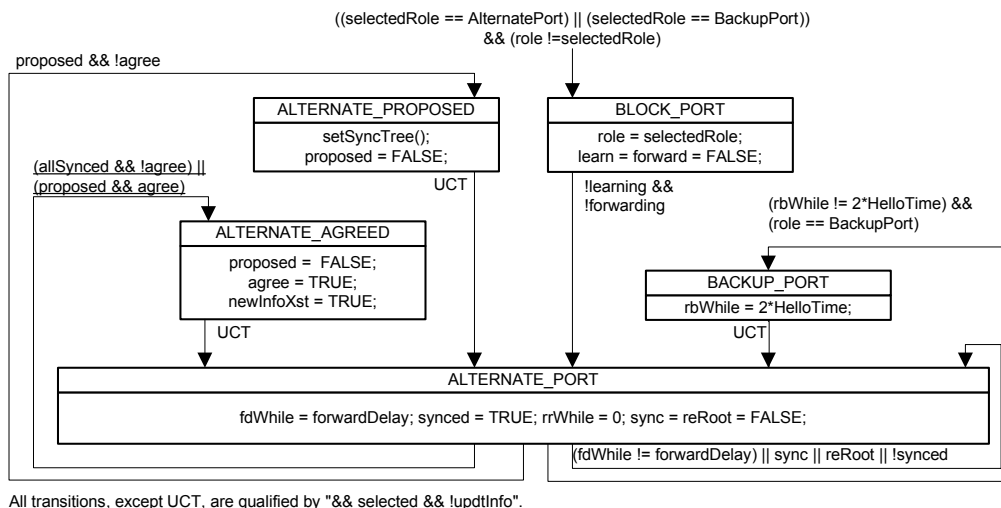 ((selectedRole == AlternatePort) || (selectedRole == BackupPort))
&& (role !=selectedRole)
proposed && !agree
ALTERNATE_PROPOSED
setSyncTree();
proposed = FALSE;
UCT
BLOCK_PORT
role = selectedRole;
learn = forward = FALSE;
!learning &&
!forwarding
(allSynced && !agree) ||
(proposed && agree)
ALTERNATE_AGREED
proposed =  FALSE;
agree = TRUE;
newInfoXst = TRUE;
UCT
(rbWhile != 2*HelloTime) &&
(role == BackupPort)
BACKUP_PORT
rbWhile = 2*HelloTime;
UCT
ALTERNATE_PORT
fdWhile = forwardDelay; synced = TRUE; rrWhile = 0; sync = reRoot = FALSE;
(fdWhile != forwardDelay) || sync || reRoot || !synced
All transitions, except UCT, are qualified by "&& selected && !updtInfo".